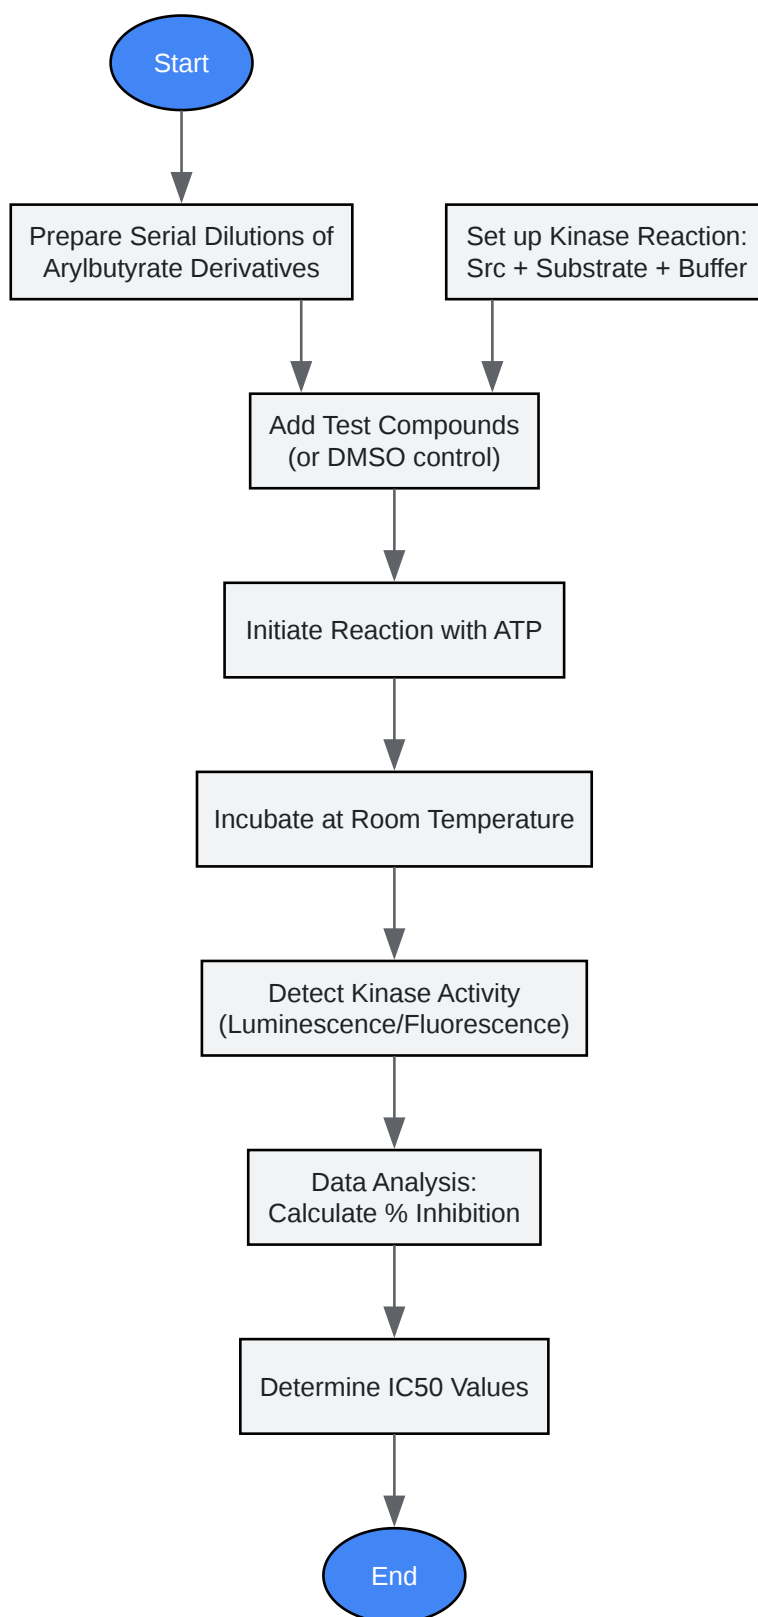 Start
Prepare Serial Dilutions of
Arylbutyrate Derivatives
Set up Kinase Reaction:
Src + Substrate + Buffer
Add Test Compounds
(or DMSO control)
Initiate Reaction with ATP
Incubate at Room Temperature
Detect Kinase Activity
(Luminescence/Fluorescence)
Data Analysis:
Calculate % Inhibition
Determine IC50 Values
End